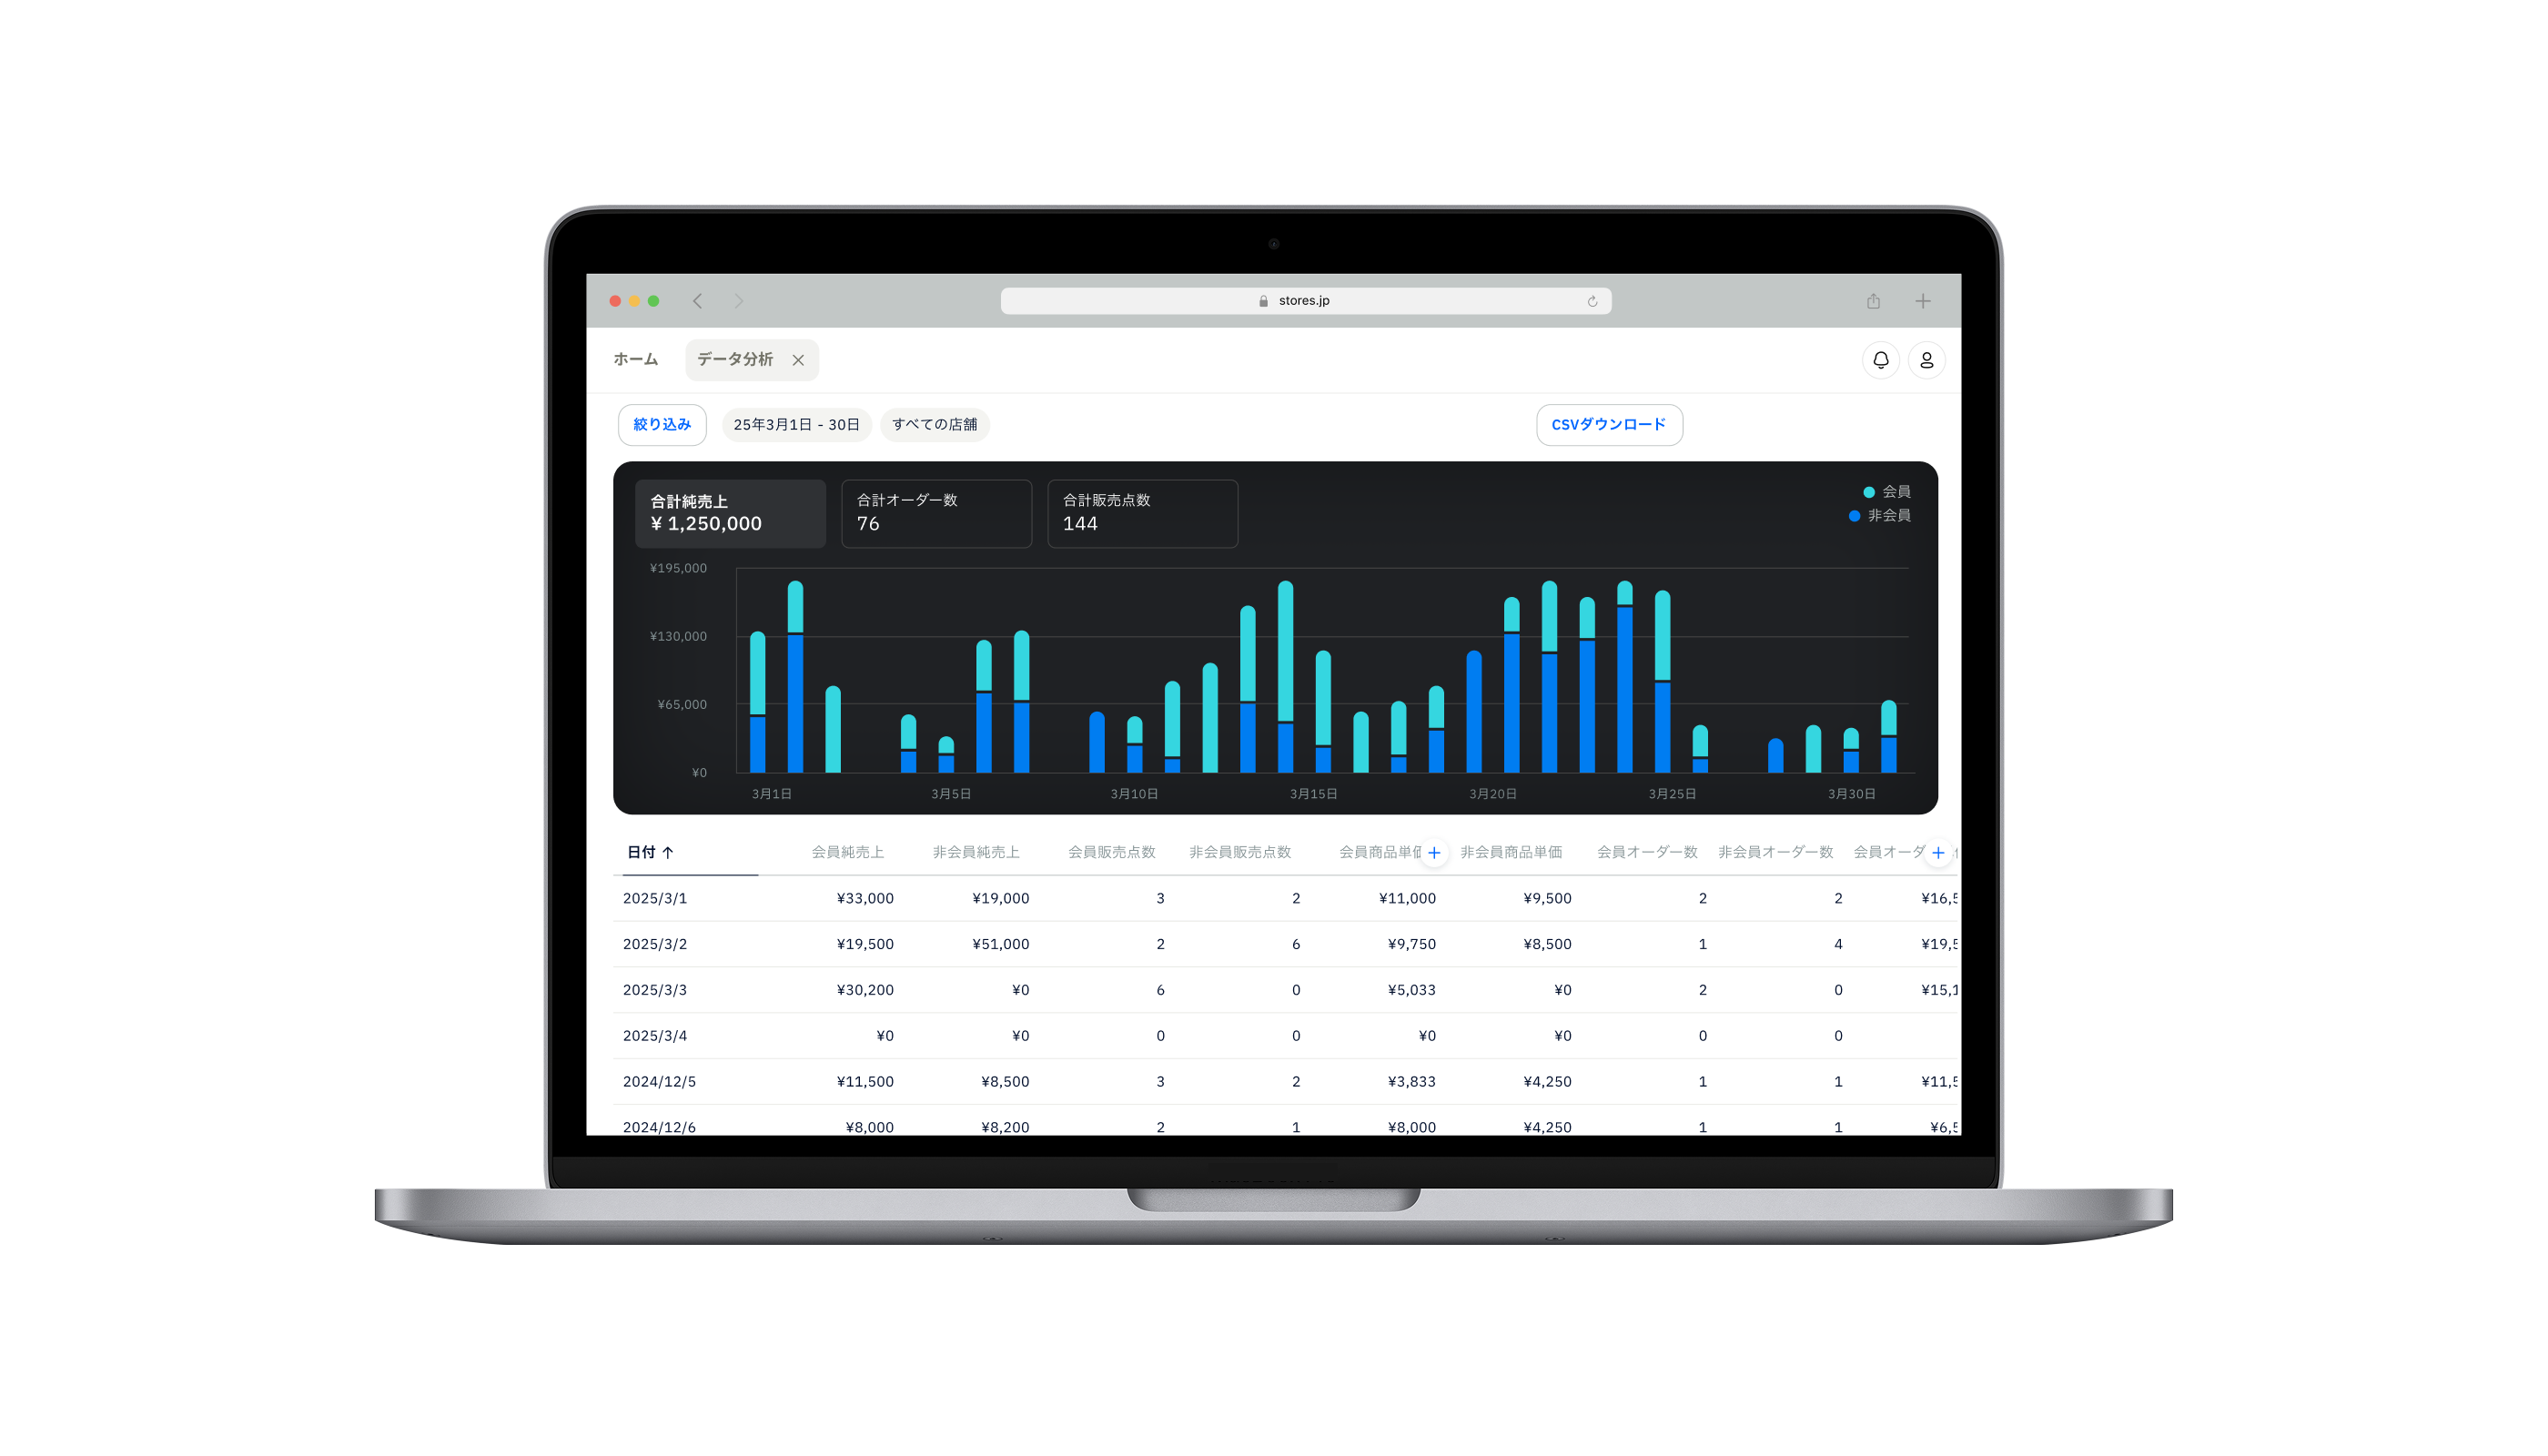 stores.jp
ホーム データ分析
絞り込み 25年3月1日 - 30日 すべての店舗 CSVダウンロード
合計純売上 合計オーダー数 合計販売点数 会員
¥ 1,250,000 76 144 非会員
¥195,000
¥130,000
¥65,000
¥0
3月1日 3月5日 3月10日 3月15日 3月20日 3月25日 3月30日
日付 ↑ 会員純売上 非会員純売上 会員販売点数 非会員販売点数 会員商品単価 非会員商品単価 会員オーダー数 非会員オーダー数 会員オーダ
2025/3/1 ¥33,000 ¥19,000 3 2 ¥11,000 ¥9,500 2 2 ¥16,5
2025/3/2 ¥19,500 ¥51,000 2 6 ¥9,750 ¥8,500 1 4 ¥19,5
2025/3/3 ¥30,200 ¥0 6 0 ¥5,033 ¥0 2 0 ¥15,1
2025/3/4 ¥0 ¥0 0 0 ¥0 ¥0 0 0
2024/12/5 ¥11,500 ¥8,500 3 2 ¥3,833 ¥4,250 1 1 ¥11,5
2024/12/6 ¥8,000 ¥8,200 2 1 ¥8,000 ¥4,250 1 1 ¥6,5